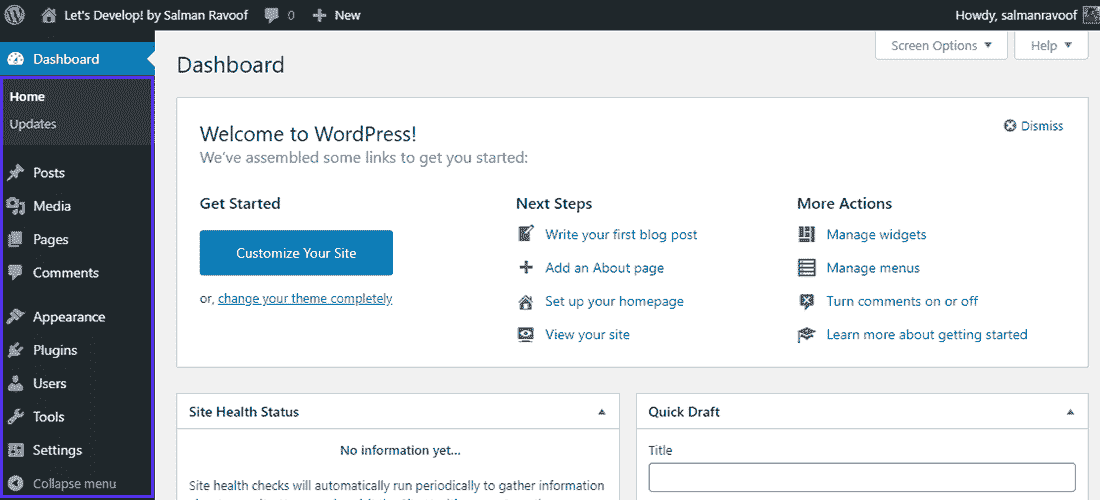 Let's Develop! by Salman Ravoof 0 New Howdy, salmanravoof
Dashboard
Home
Updates
Posts
Media
Pages
Comments
Appearance
Plugins
Users
Tools
Settings
Collapse menu
Screen Options Help
Dashboard
Welcome to WordPress!
Dismiss
We've assembled some links to get you started:
Get Started
Customize Your Site
or, change your theme completely
Next Steps
Write your first blog post
Add an About page
Set up your homepage
View your site
More Actions
Manage widgets
Manage menus
Turn comments on or off
Learn more about getting started
Site Health Status
No information yet...
Site health checks will automatically run periodically to gather information
Quick Draft
Title